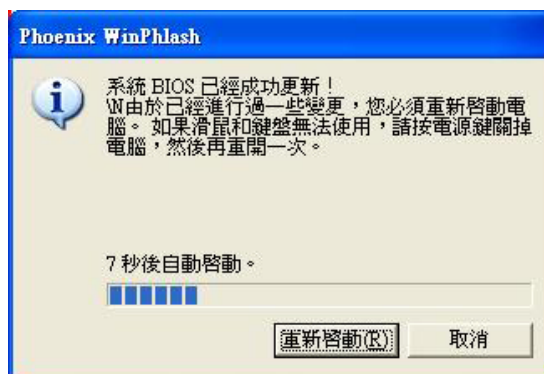 Phoenix WinPhlash
系統 BIOS 已經成功更新！
\N由於已經進行過一些變更，您必須重新啓動電
腦。如果滑鼠和鍵盤無法使用，請按電源鍵關掉
電腦，然後再重開一次。
7 秒後自動啓動。
重新啓動(R)
取消